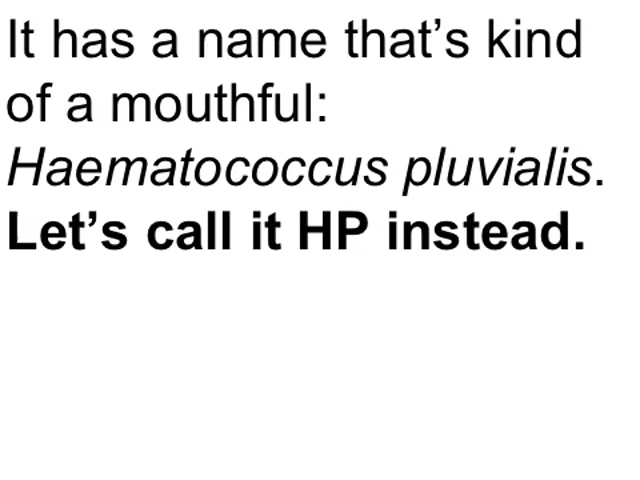 It has a name that’s kind
of a mouthful:
Haematococcus pluvialis.
Let’s call it HP instead.